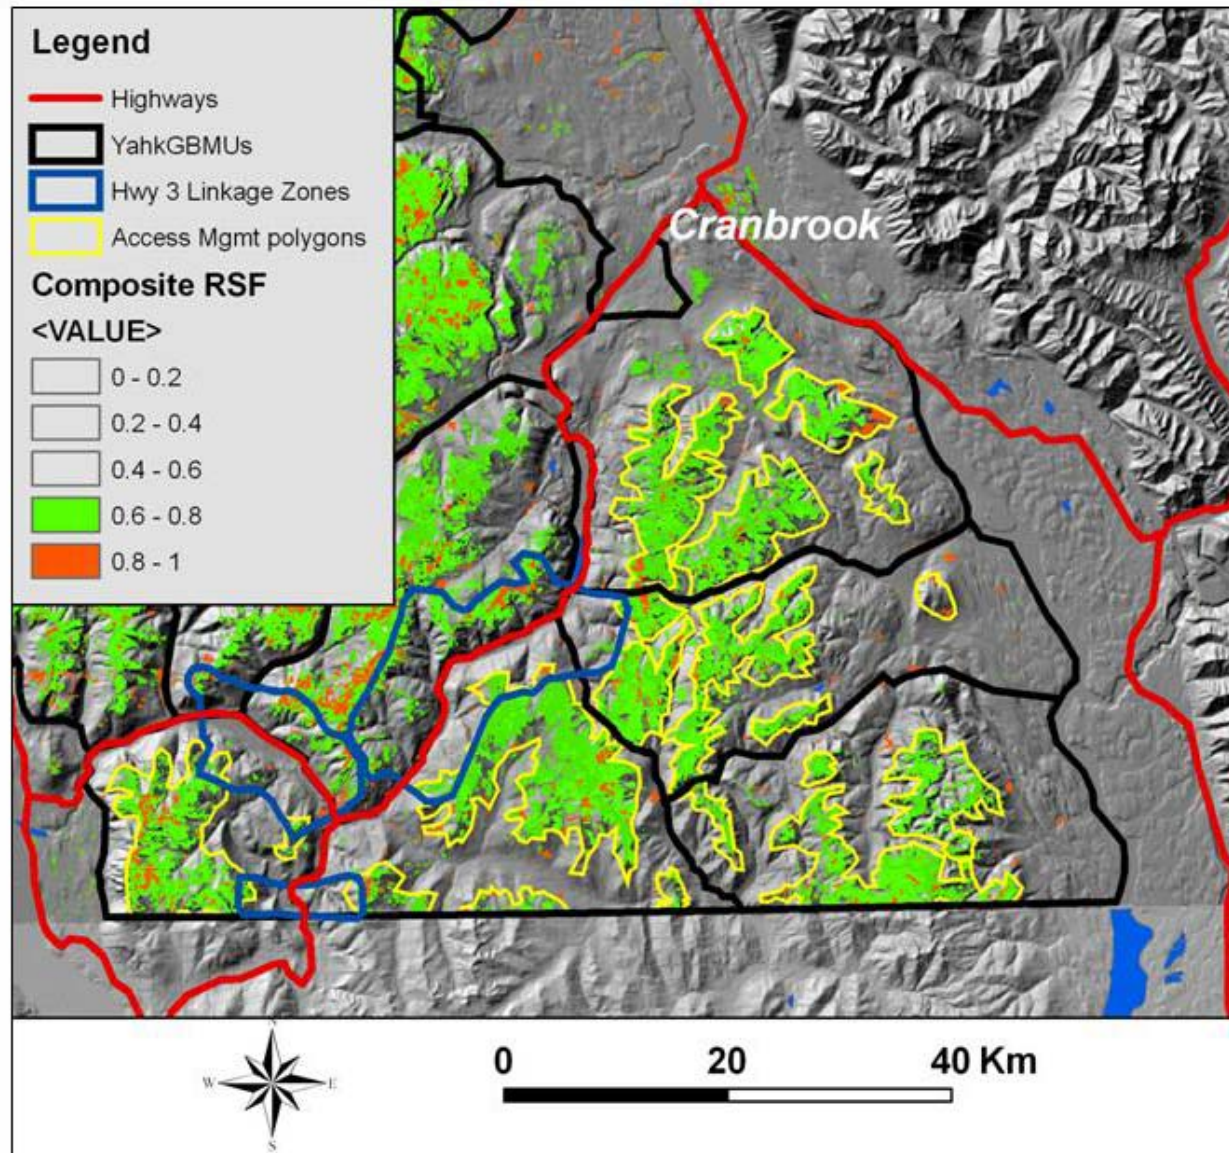 Legend
Highways
YahkGBMUs
Hwy 3 Linkage Zones
Access Mgmt polygons
Composite RSF
<VALUE>
0 - 0.2
0.2 - 0.4
0.4 - 0.6
0.6 - 0.8
0.8 - 1
Cranbrook
N
W E
S
0 20 40 Km